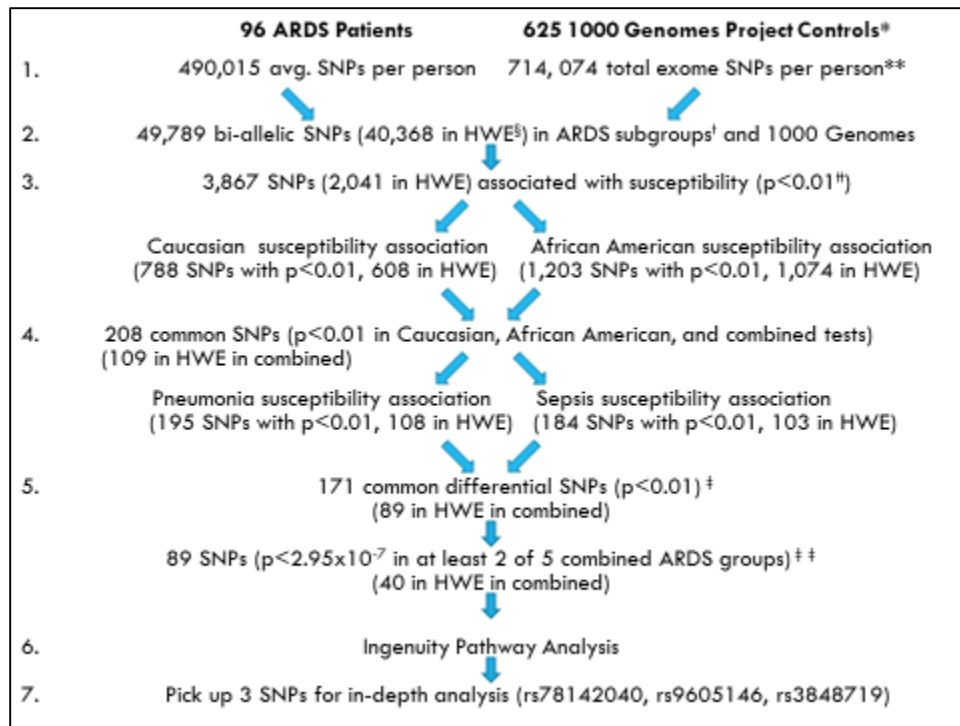 96 ARDS Patients 625 1000 Genomes Project Controls*
1. 490,015 avg. SNPs per person 714, 074 total exome SNPs per person**
2. 49,789 bi-allelic SNPs (40,368 in HWE§) in ARDS subgroups† and 1000 Genomes
3. 3,867 SNPs (2,041 in HWE) associated with susceptibility (p<0.01#)
Caucasian susceptibility association African American susceptibility association
(788 SNPs with p<0.01, 608 in HWE) (1,203 SNPs with p<0.01, 1,074 in HWE)
4. 208 common SNPs (p<0.01 in Caucasian, African American, and combined tests)
(109 in HWE in combined)
Pneumonia susceptibility association Sepsis susceptibility association
(195 SNPs with p<0.01, 108 in HWE) (184 SNPs with p<0.01, 103 in HWE)
5. 171 common differential SNPs (p<0.01) ‡
(89 in HWE in combined)
89 SNPs (p<2.95x10⁻⁷ in at least 2 of 5 combined ARDS groups) ‡ ‡
(40 in HWE in combined)
6. Ingenuity Pathway Analysis
7. Pick up 3 SNPs for in-depth analysis (rs78142040, rs9605146, rs3848719)